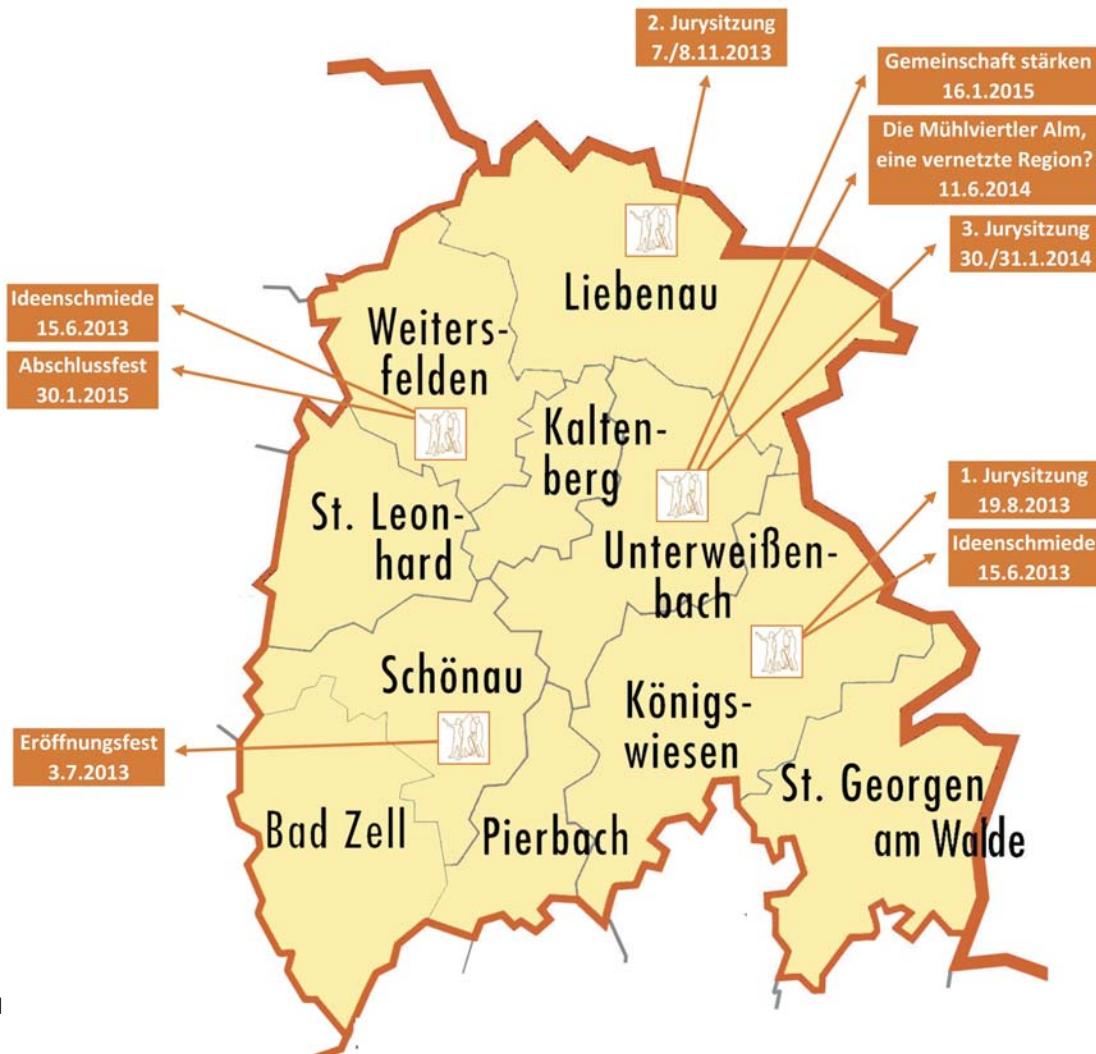 2. Jurysitzung
7./8.11.2013
Gemeinschaft stärken
16.1.2015
Die Mühlviertler Alm,
eine vernetzte Region?
11.6.2014
3. Jurysitzung
30./31.1.2014
Ideenschmiede
15.6.2013
Abschlussfest
30.1.2015
Liebenau
Weiters-
felden
Kalten-
berg
1. Jurysitzung
19.8.2013
Ideenschmiede
15.6.2013
St. Leon-
hard
Unterweißen-
bach
Schönau
Königs-
wiesen
Eröffnungsfest
3.7.2013
Bad Zell
Pierbach
St. Georgen
am Walde